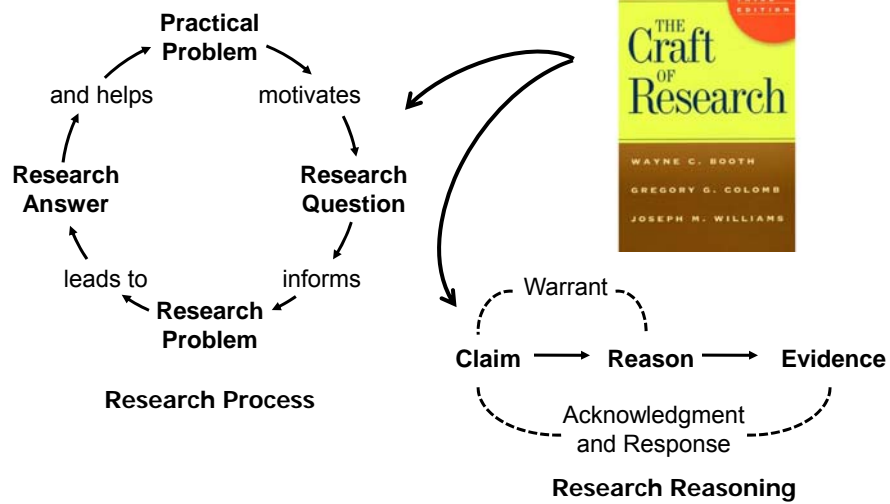 Practical
Problem
and helps
motivates
Research
Answer
Research
Question
leads to
informs
Research
Problem
Research Process
EDITION
THE
Craft
OF
Research
WAYNE C. BOOTH
GREGORY G. COLOMB
JOSEPH M. WILLIAMS
Warrant
Claim
Reason
Evidence
Acknowledgment
and Response
Research Reasoning